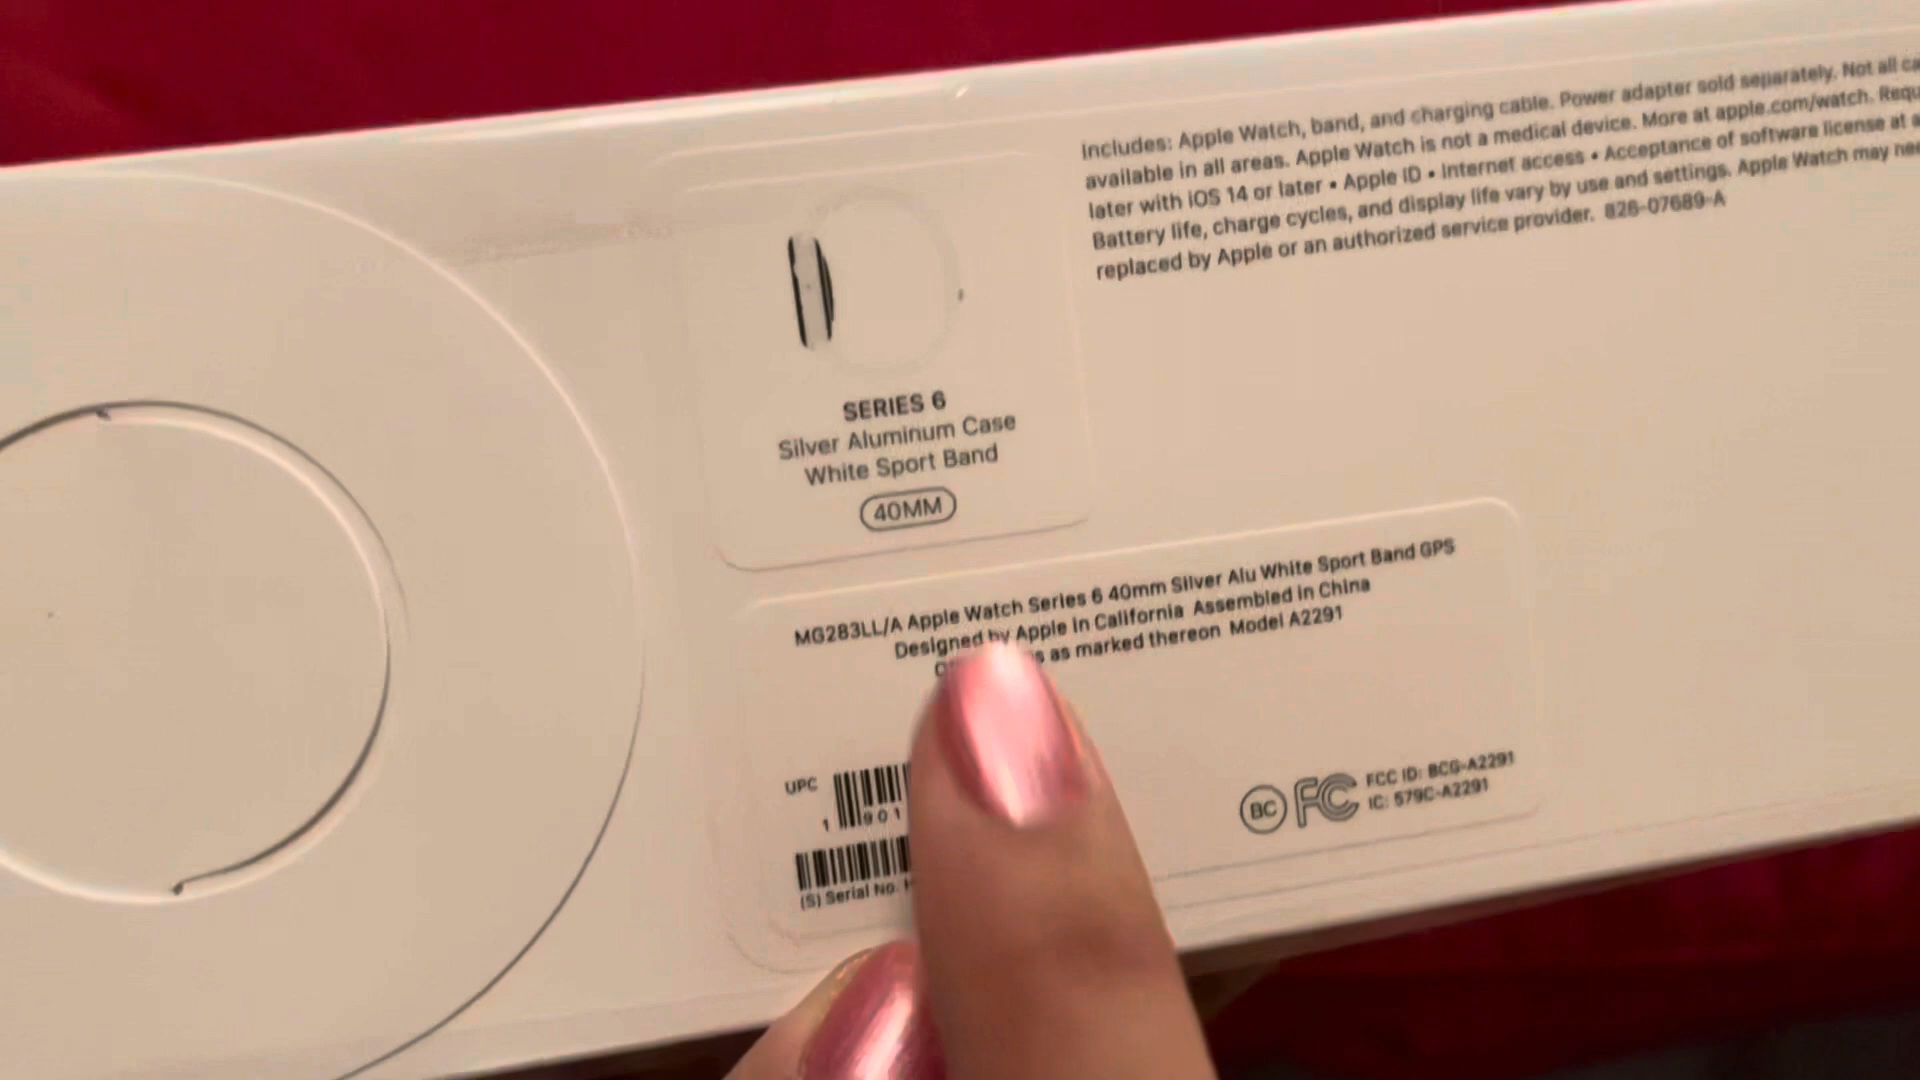 Includes: Apple Watch, band, and charging cable. Power adapter sold separately. Not all
available in all areas. Apple Watch is not a medical device. More at apple.com/watch.
later with iOS 14 or later • Apple ID • Internet access • Acceptance of software license at
Battery life, charge cycles, and display life vary by use and settings. Apple Watch may
replaced by Apple or an authorized service provider. 826-07689-A
SERIES 6
Silver Aluminum Case
White Sport Band
40MM
MG283LL/A Apple Watch Series 6 40mm Silver Alu White Sport Band GPS
Designed by Apple in California Assembled in China
as marked thereon Model A2291
UPC
1 901
(S) Serial No.
BC FC FCC ID: BCG-A2291
IC: 579C-A2291